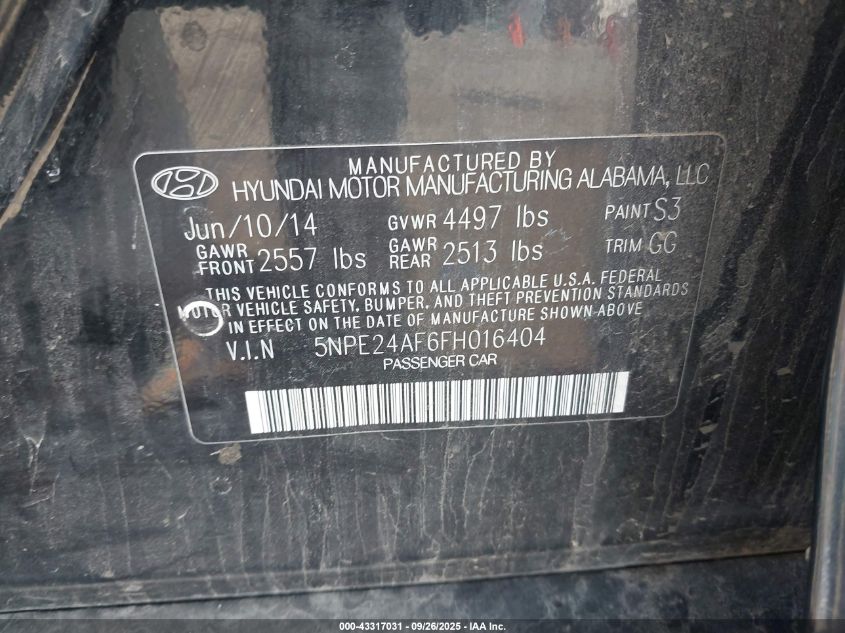 MANUFACTURED BY
HYUNDAI MOTOR MANUFACTURING ALABAMA, LLC
Jun/10/14 GVWR 4497 lbs PAINT S3
GAWR FRONT 2557 lbs GAWR REAR 2513 lbs TRIM GG
THIS VEHICLE CONFORMS TO ALL APPLICABLE U.S.A. FEDERAL
MOTOR VEHICLE SAFETY, BUMPER, AND THEFT PREVENTION STANDARDS
IN EFFECT ON THE DATE OF MANUFACTURE SHOWN ABOVE
V.I.N 5NPE24AF6FH016404
PASSENGER CAR
000-43317031 - 09/26/2025 - IAA Inc.